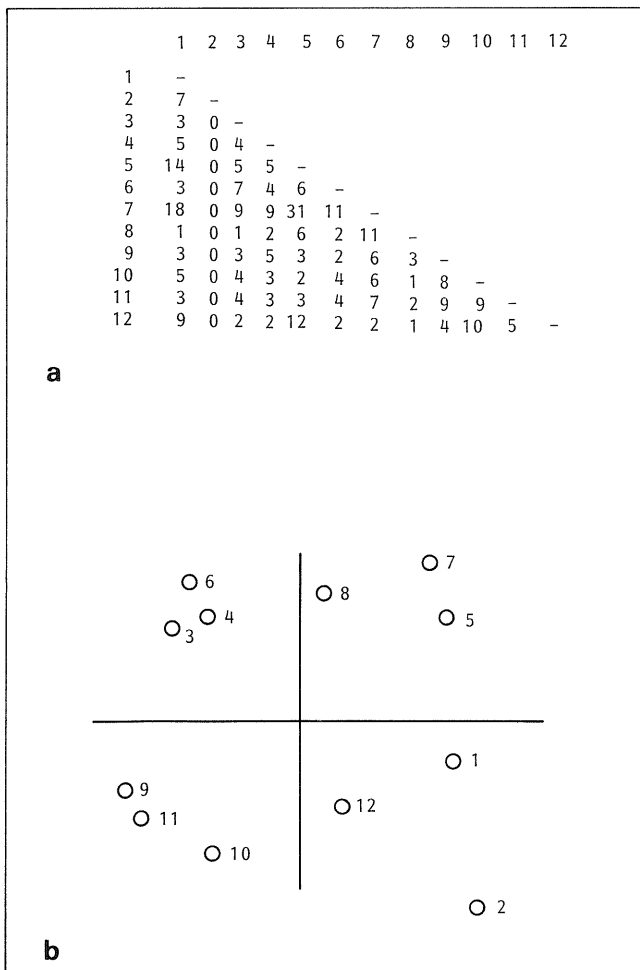 1 2 3 4 5 6 7 8 9 10 11 12
1 –
2 7 –
3 3 0 –
4 5 0 4 –
5 14 0 5 5 –
6 3 0 7 4 6 –
7 18 0 9 9 31 11 –
8 1 0 1 2 6 2 11 –
9 3 0 3 5 3 2 6 3 –
10 5 0 4 3 2 4 6 1 8 –
11 3 0 4 3 3 4 7 2 9 9 –
12 9 0 2 2 12 2 2 1 4 10 5 –
a
7
6
8
4
5
3
1
9
12
11
10
2
b